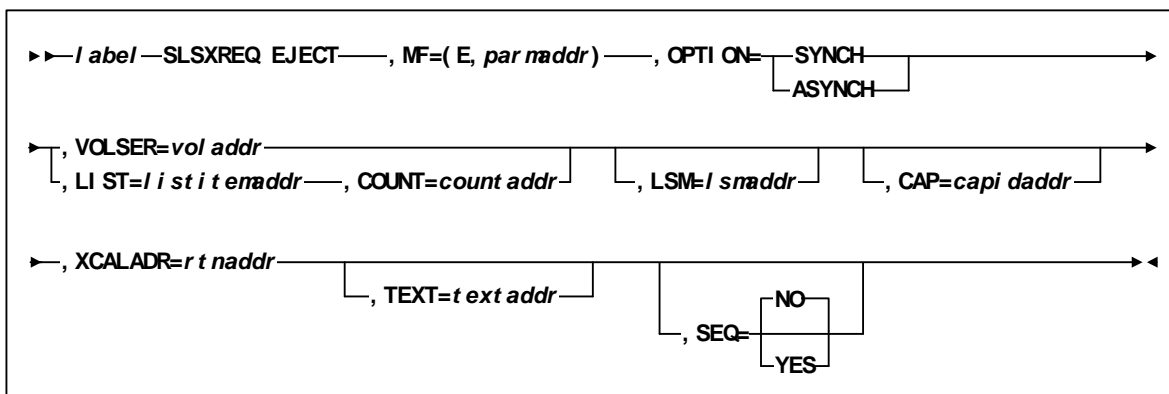 label SLSXREQ EJECT , MF=(E, parmaddr) , OPTION= SYNCH
ASYNCH
, VOLSER=voladdr
, LIST=listitemaddr , COUNT=countaddr , LSM=lsmaddr , CAP=capidaddr
, XCALADR=rtnaddr
, TEXT=textaddr
NO
, SEQ=
YES